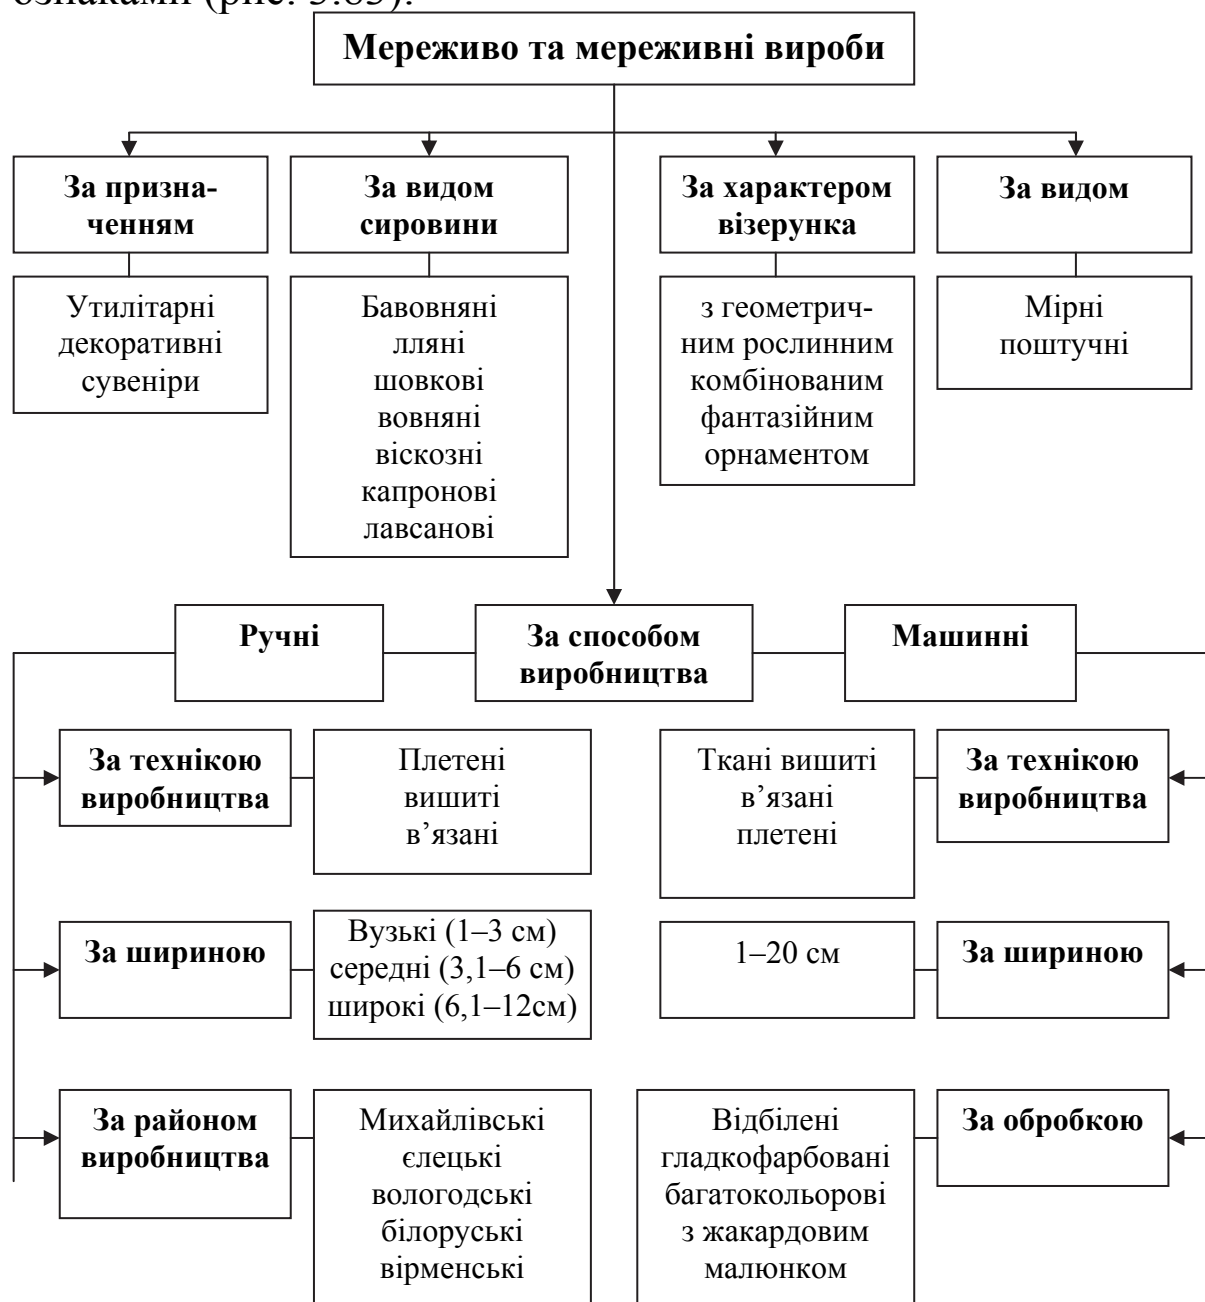 ознаками (рис. 3.83).
Мереживо та мереживні вироби
За призна-
ченням
За видом
сировини
За характером
візерунка
За видом
Утилітарні
декоративні
сувеніри
Бавовняні
лляні
шовкові
вовняні
віскозні
капронові
лавсанові
з геометрич-
ним рослинним
комбінованим
фантазійним
орнаментом
Мірні
поштучні
Ручні
За способом
виробництва
Машинні
За технікою
виробництва
Плетені
вишиті
в’язані
Ткані вишиті
в’язані
плетені
За технікою
виробництва
За шириною
Вузькі (1–3 см)
середні (3,1–6 см)
широкі (6,1–12см)
1–20 см
За шириною
За районом
виробництва
Михайлівські
єлецькі
вологодські
білоруські
вірменські
Відбілені
гладкофарбовані
багатокольорові
з жакардовим
малюнком
За обробкою